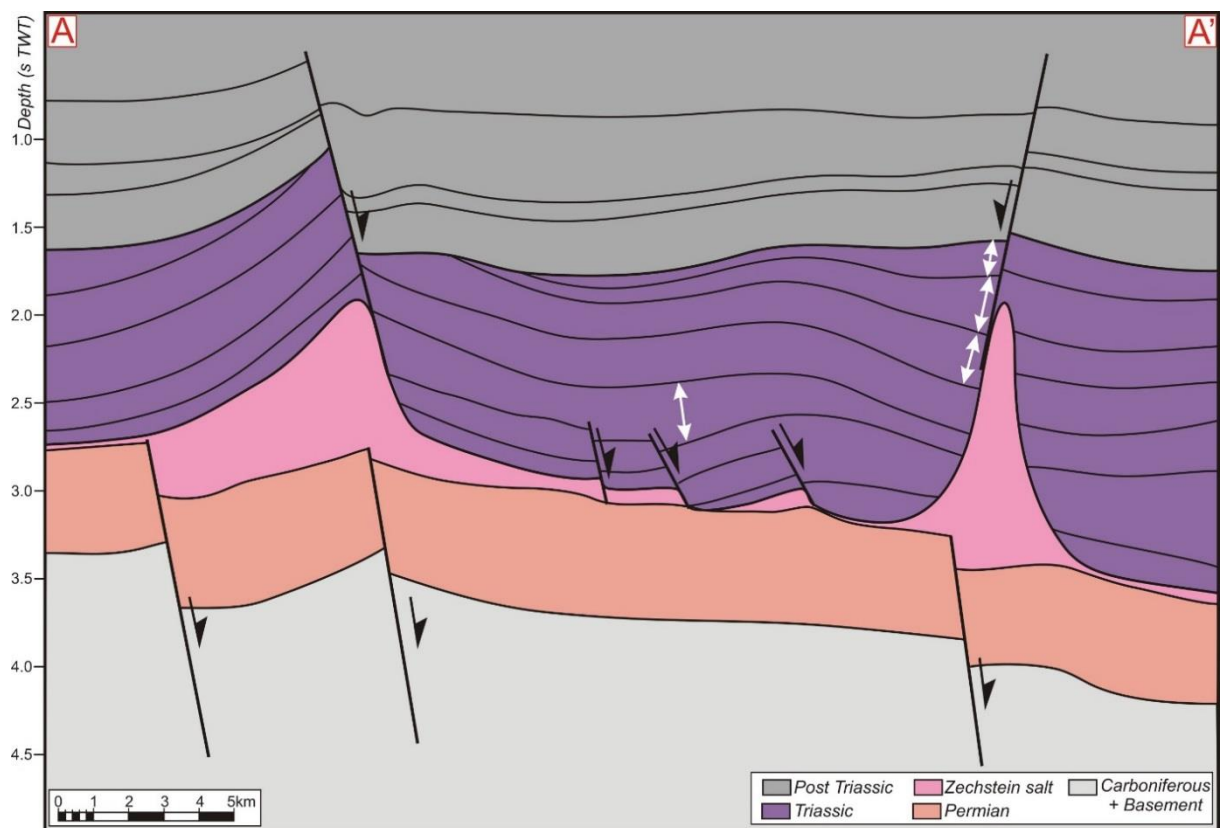 A
A'
Depth (s TWT)
1.0
1.5
2.0
2.5
3.0
3.5
4.0
4.5
0 1 2 3 4 5km
Post Triassic
Zechstein salt
Carboniferous
+ Basement
Triassic
Permian